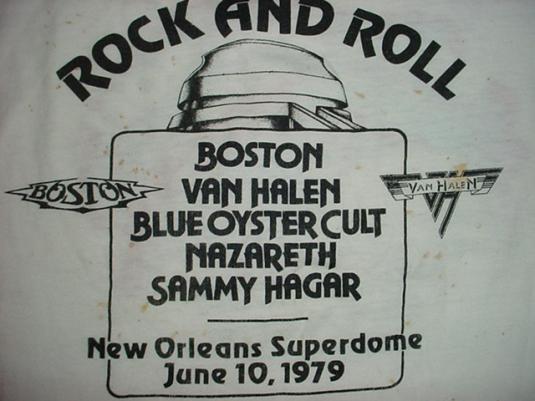 ROCK AND ROLL
BOSTON
VAN HALEN
BLUE OYSTER CULT
NAZARETH
SAMMY HAGAR
BOSTON
VAN HALEN
New Orleans Superdome
June 10, 1979